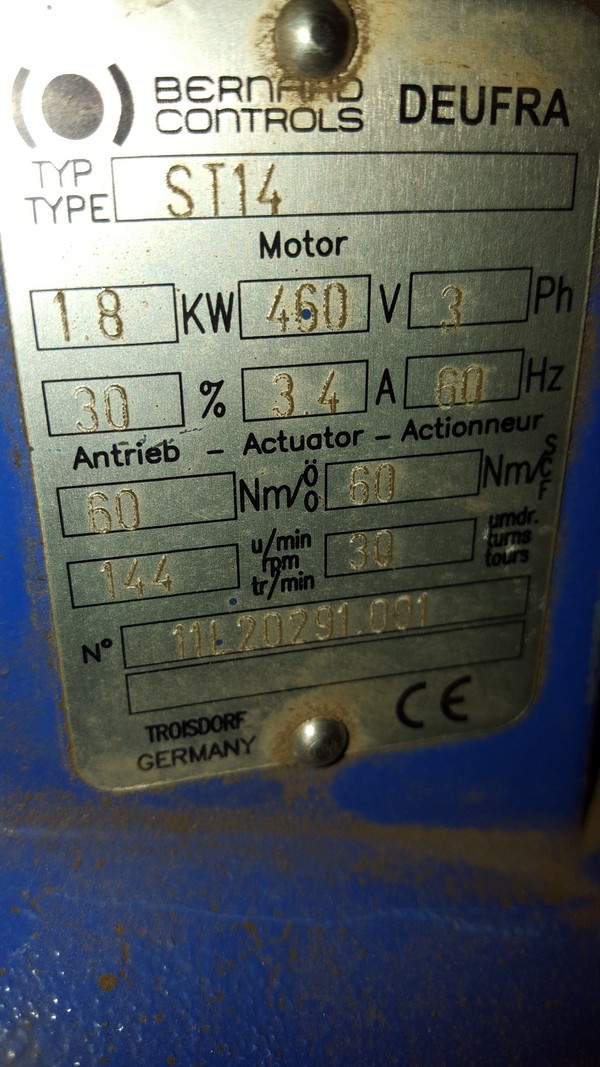 BERNARD CONTROLS DEUFRA
TYP
TYPE ST14
Motor
1.8 KW 460 V 3 Ph
30 % 3.4 A 60 Hz
Antrieb - Actuator - Actionneur
60 Nm/Ö/O 60 Nm/S/C/F
144 u/min rpm tr/min 30 umdr. turns tours
N° 11L20291.001
TROISDORF
GERMANY CE